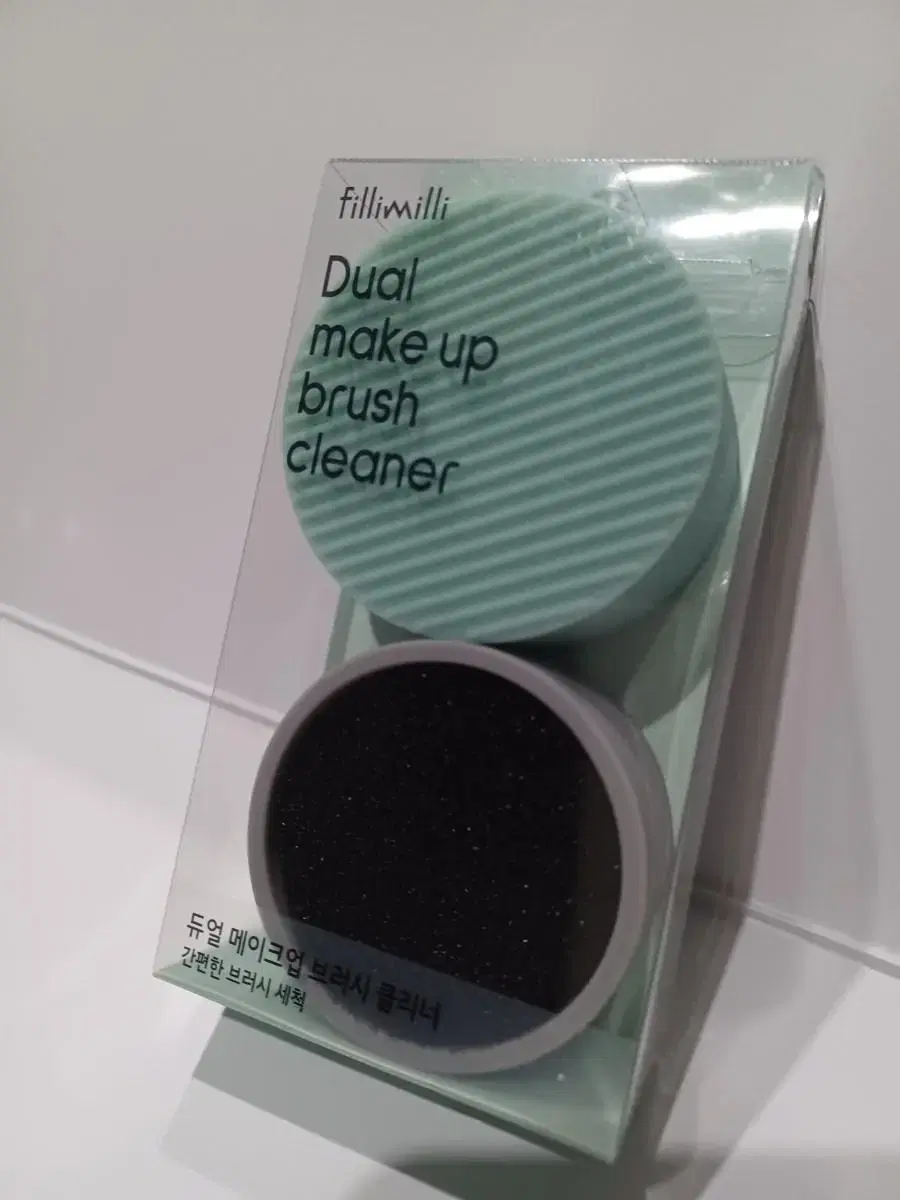 fillimilli
Dual
make up
brush
cleaner
듀얼 메이크업 브러시 클리너
간편한 브러시 세척